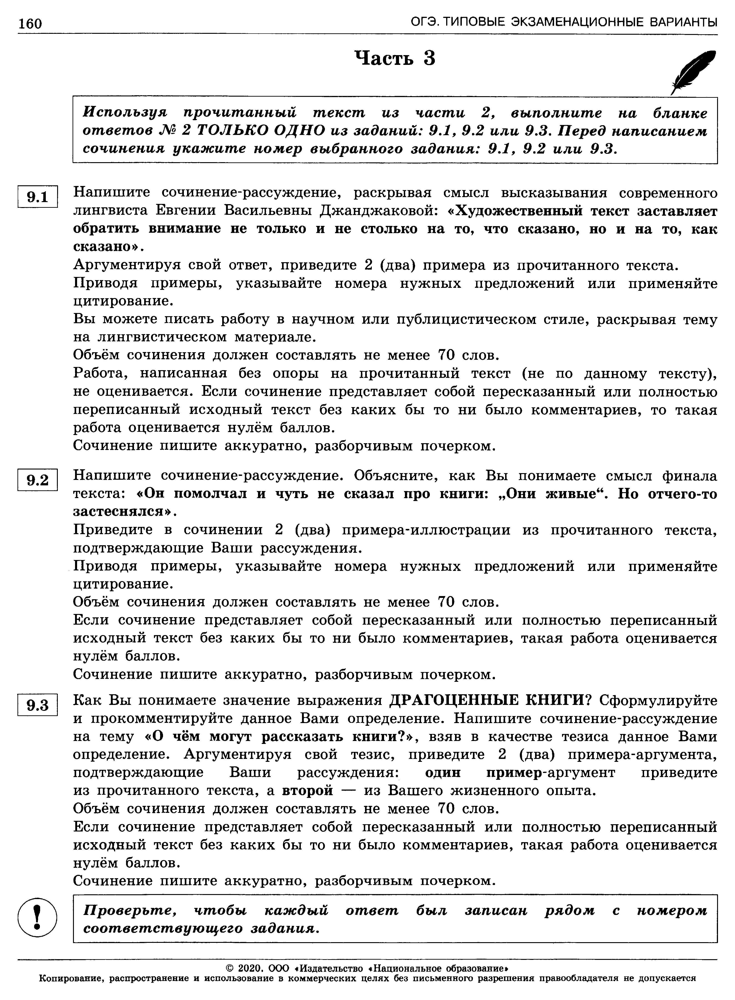 160
ОГЭ. ТИПОВЫЕ ЭКЗАМЕНАЦИОННЫЕ ВАРИАНТЫ
Часть 3
Используя прочитанный текст из части 2, выполните на бланке
ответов № 2 ТОЛЬКО ОДНО из заданий: 9.1, 9.2 или 9.3. Перед написанием
сочинения укажите номер выбранного задания: 9.1, 9.2 или 9.3.
9.1
Напишите сочинение-рассуждение, раскрывая смысл высказывания современного
лингвиста Евгении Васильевны Джанджаковой: «Художественный текст заставляет
обратить внимание не только и не столько на то, что сказано, но и на то, как
сказано».
Аргументируя свой ответ, приведите 2 (два) примера из прочитанного текста.
Приводя примеры, указывайте номера нужных предложений или применяйте
цитирование.
Вы можете писать работу в научном или публицистическом стиле, раскрывая тему
на лингвистическом материале.
Объём сочинения должен составлять не менее 70 слов.
Работа, написанная без опоры на прочитанный текст (не по данному тексту),
не оценивается. Если сочинение представляет собой пересказанный или полностью
переписанный исходный текст без каких бы то ни было комментариев, то такая
работа оценивается нулём баллов.
Сочинение пишите аккуратно, разборчивым почерком.
9.2
Напишите сочинение-рассуждение. Объясните, как Вы понимаете смысл финала
текста: «Он помолчал и чуть не сказал про книги: „Они живые“. Но отчего-то
застеснялся».
Приведите в сочинении 2 (два) примера-иллюстрации из прочитанного текста,
подтверждающие Ваши рассуждения.
Приводя примеры, указывайте номера нужных предложений или применяйте
цитирование.
Объём сочинения должен составлять не менее 70 слов.
Если сочинение представляет собой пересказанный или полностью переписанный
исходный текст без каких бы то ни было комментариев, такая работа оценивается
нулём баллов.
Сочинение пишите аккуратно, разборчивым почерком.
9.3
Как Вы понимаете значение выражения ДРАГОЦЕННЫЕ КНИГИ? Сформулируйте
и прокомментируйте данное Вами определение. Напишите сочинение-рассуждение
на тему «О чём могут рассказать книги?», взяв в качестве тезиса данное Вами
определение. Аргументируя свой тезис, приведите 2 (два) примера-аргумента,
подтверждающие Ваши рассуждения: один пример-аргумент приведите
из прочитанного текста, а второй — из Вашего жизненного опыта.
Объём сочинения должен составлять не менее 70 слов.
Если сочинение представляет собой пересказанный или полностью переписанный
исходный текст без каких бы то ни было комментариев, такая работа оценивается
нулём баллов.
Сочинение пишите аккуратно, разборчивым почерком.
!
Проверьте, чтобы каждый ответ был записан рядом с номером
соответствующего задания.
© 2020. ООО «Издательство «Национальное образование»
Копирование, распространение и использование в коммерческих целях без письменного разрешения правообладателя не допускается